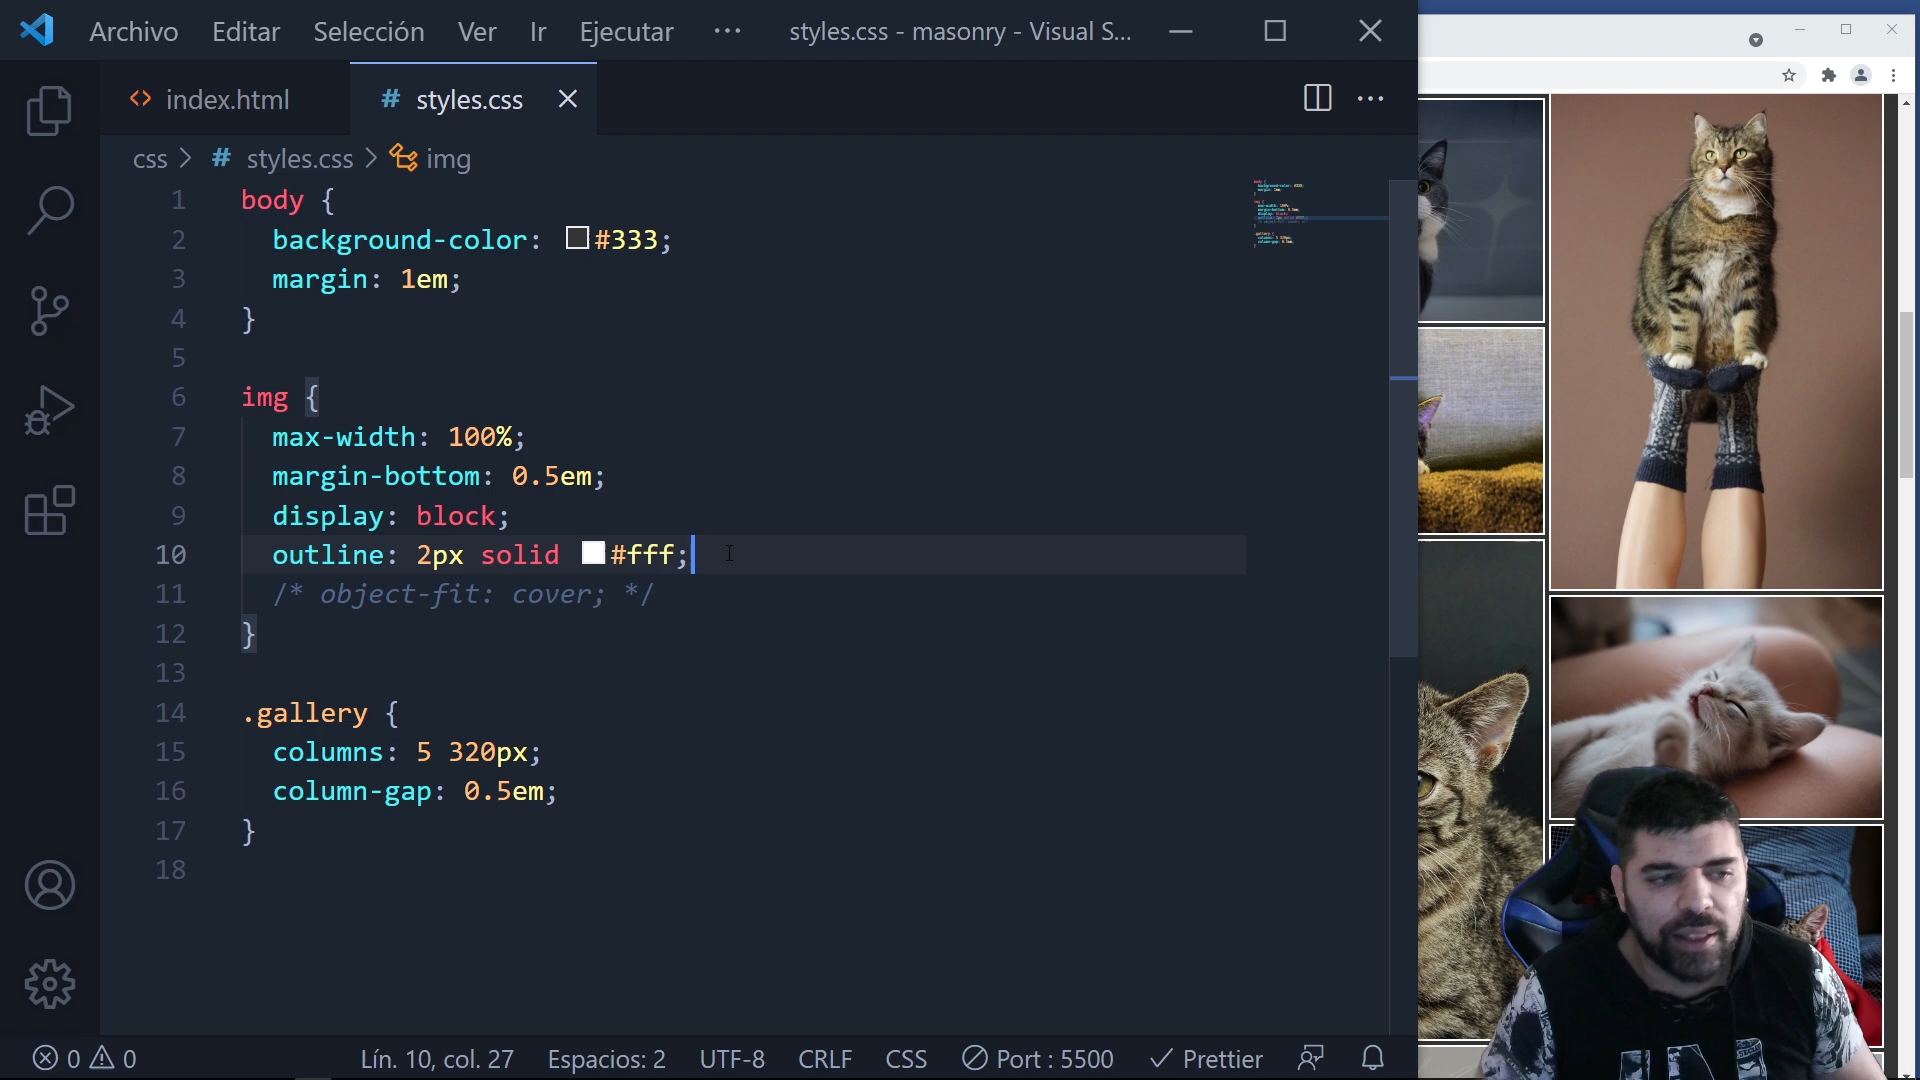 Archivo Editar Selección Ver Ir Ejecutar ··· styles.css - masonry - Visual S...
<> index.html # styles.css
css > # styles.css > img
1 body {
2 background-color: #333;
3 margin: 1em;
4 }
5
6 img {
7 max-width: 100%;
8 margin-bottom: 0.5em;
9 display: block;
10 outline: 2px solid #fff;
11 /* object-fit: cover; */
12 }
13
14 .gallery {
15 columns: 5 320px;
16 column-gap: 0.5em;
17 }
18
0 0 Lín. 10, col. 27 Espacios: 2 UTF-8 CRLF CSS Port : 5500 Prettier